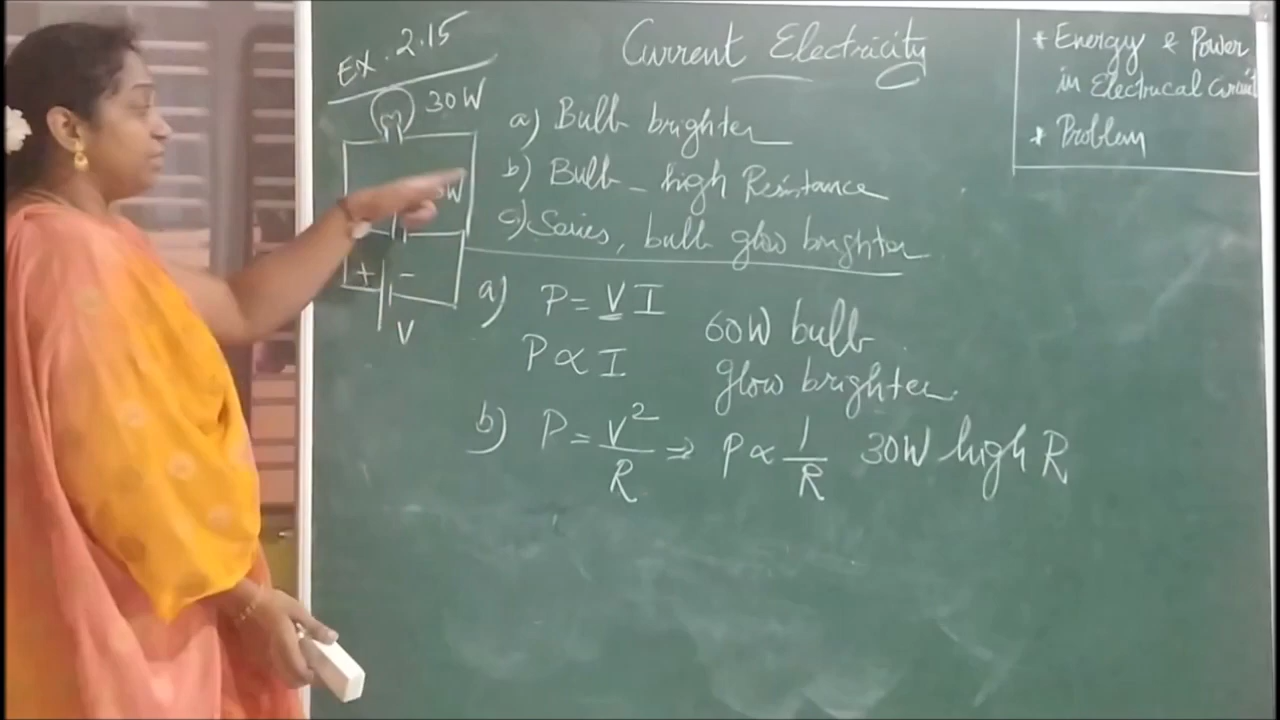 Ex. 2.15
Current Electricity
* Energy & Power
in Electrical Circuit
* Problem
30W
W
+ -
V
a) Bulb brighter
b) Bulb - high Resistance
c) Series, bulb glow brighter
a) P = VI
P ∝ I
60W bulb
glow brighter.
b) P = V²/R ⇒ P ∝ 1/R 30W high R